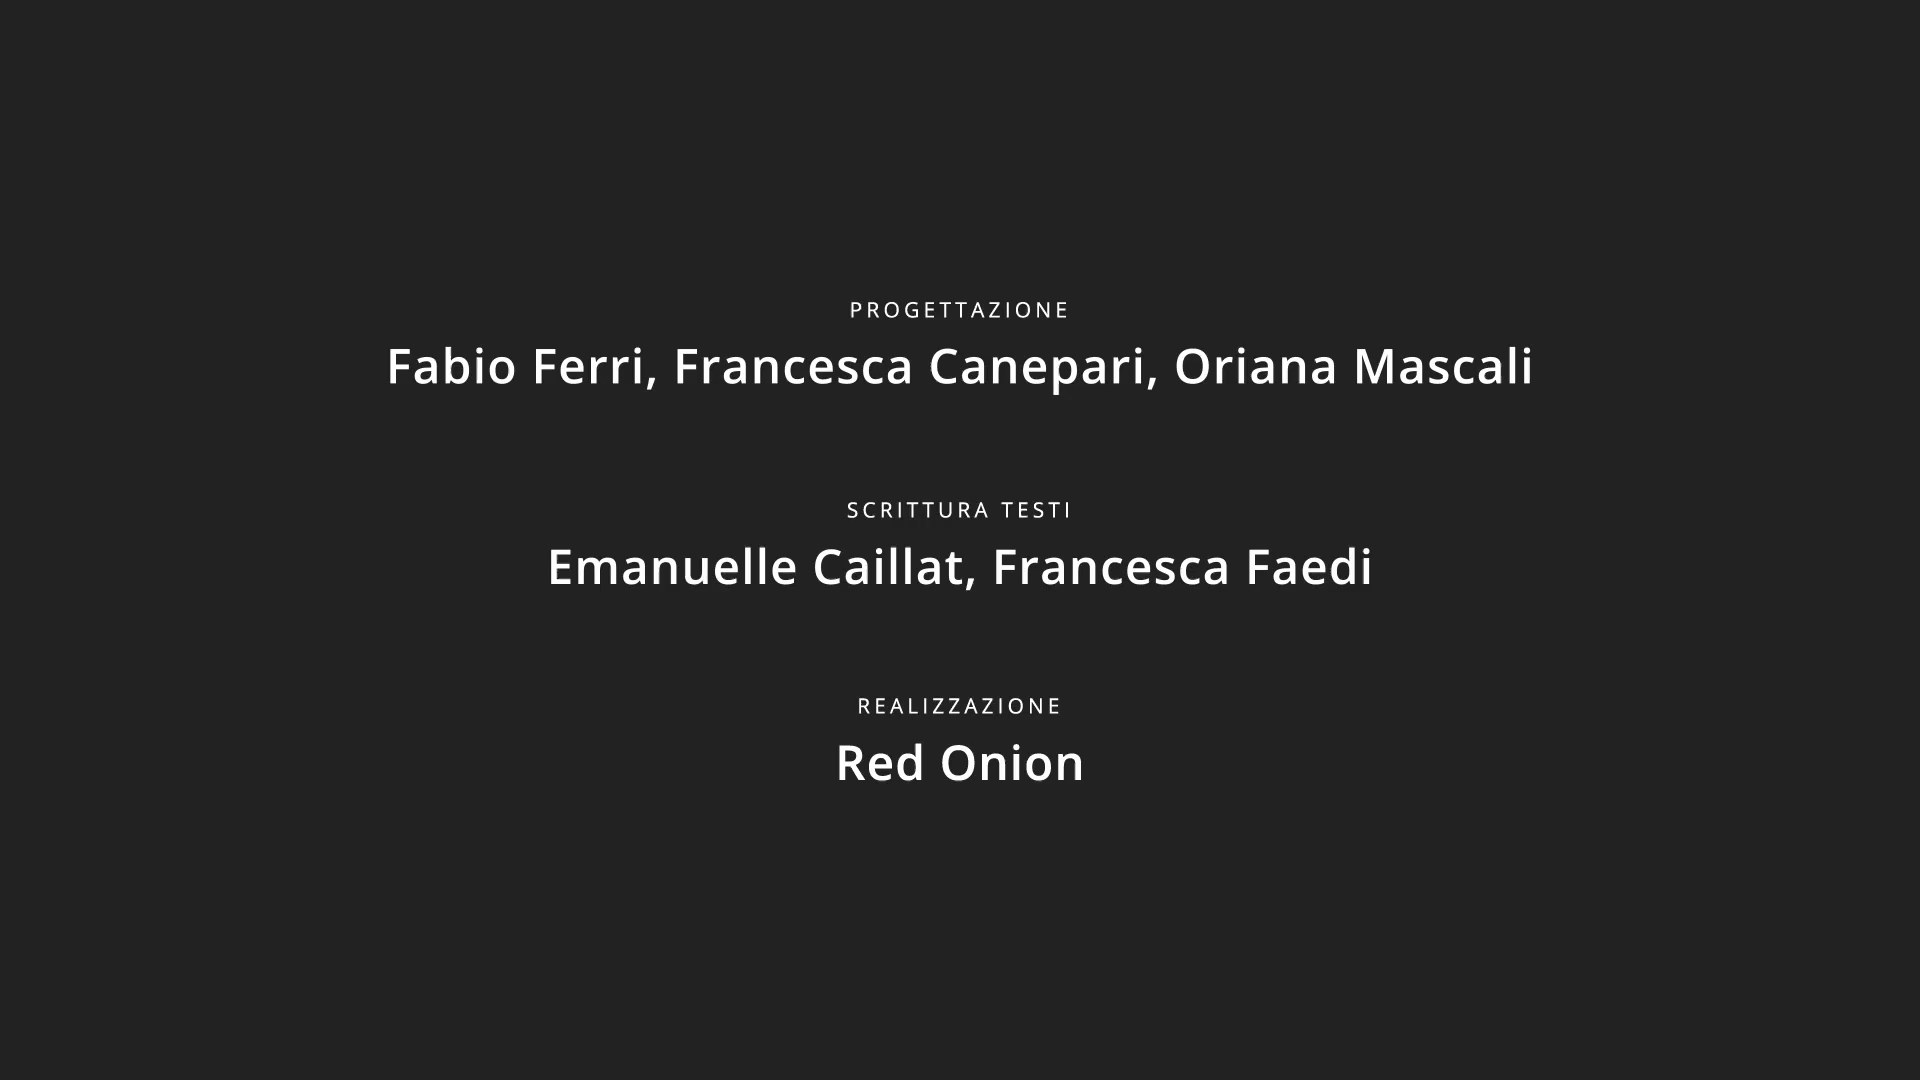 PROGETTAZIONE
Fabio Ferri, Francesca Canepari, Oriana Mascali
SCRITTURA TESTI
Emanuelle Caillat, Francesca Faedi
REALIZZAZIONE
Red Onion